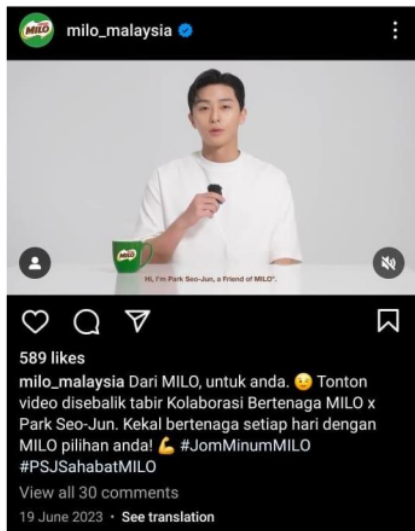 MILO
milo_malaysia
MILO
Hi, I'm Park Seo-Jun, a Friend of MILO".
589 likes
milo_malaysia Dari MILO, untuk anda. 😉 Tonton
video disebalik tabir Kolaborasi Bertenaga MILO x
Park Seo-Jun. Kekal bertenaga setiap hari dengan
MILO pilihan anda! 💪 #JomMinumMILO
#PSJSahabatMILO
View all 30 comments
19 June 2023 • See translation